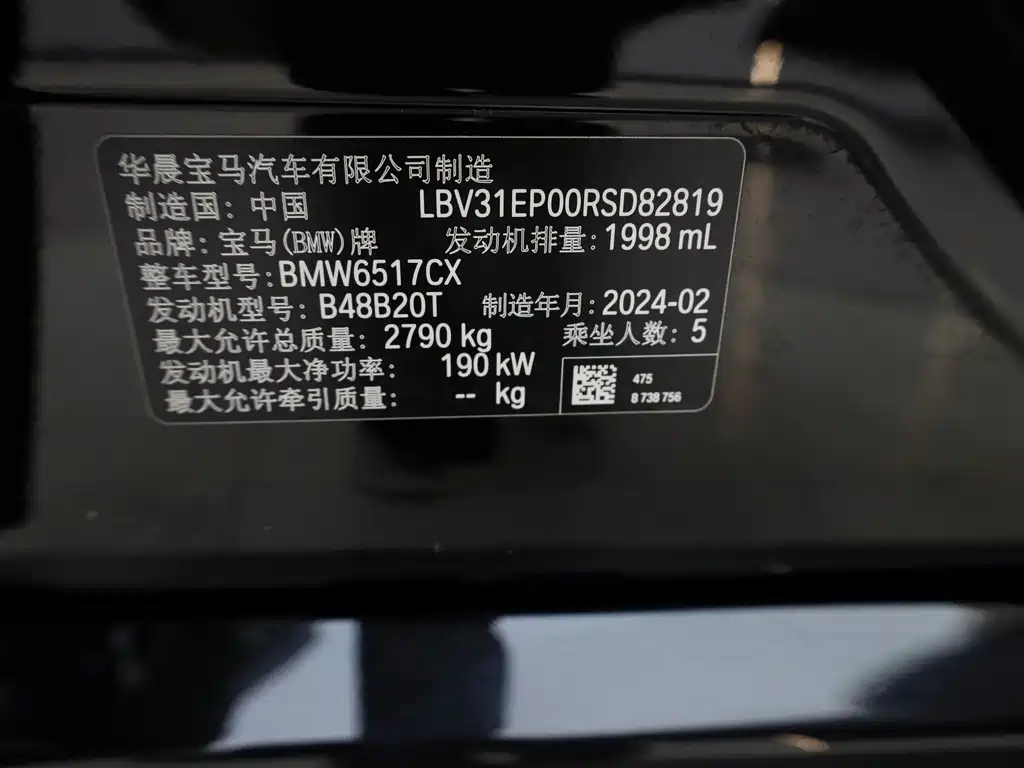 华晨宝马汽车有限公司制造
制造国：中国 LBV31EP00RSD82819
品牌：宝马(BMW)牌 发动机排量：1998 mL
整车型号：BMW6517CX
发动机型号：B48B20T 制造年月：2024-02
最大允许总质量：2790 kg 乘坐人数：5
发动机最大净功率：190 kW
最大允许牵引质量：-- kg
475
8 738 756